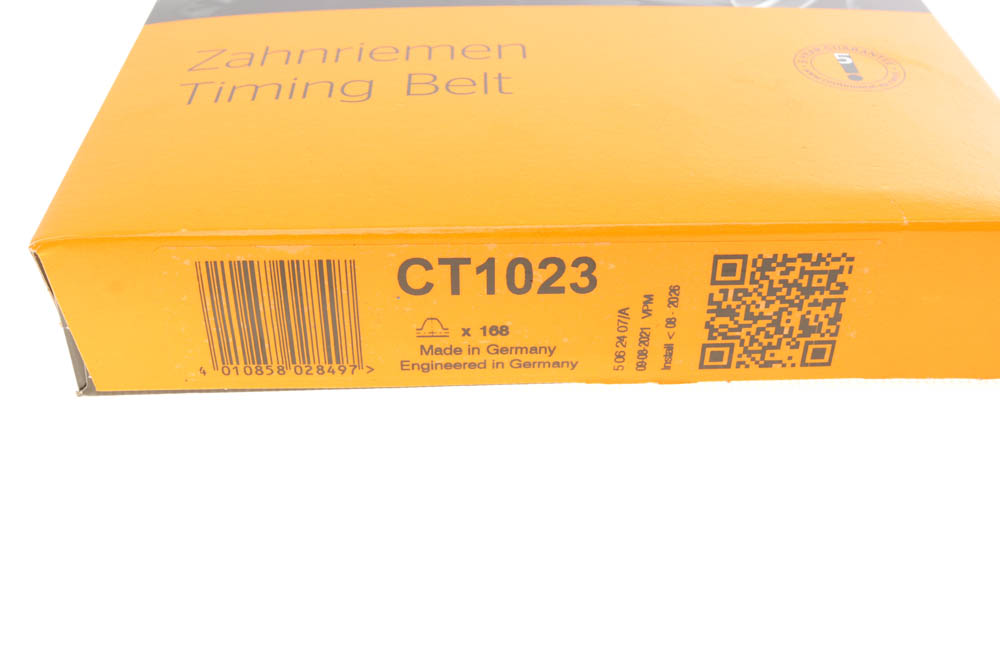 Zahnriemen
Timing Belt
5
CT1023
x 168
Made in Germany
Engineered in Germany
4 010858 028497 >
5 06 24 07/A
09-08-2021 VPM
Install < 08 - 2026